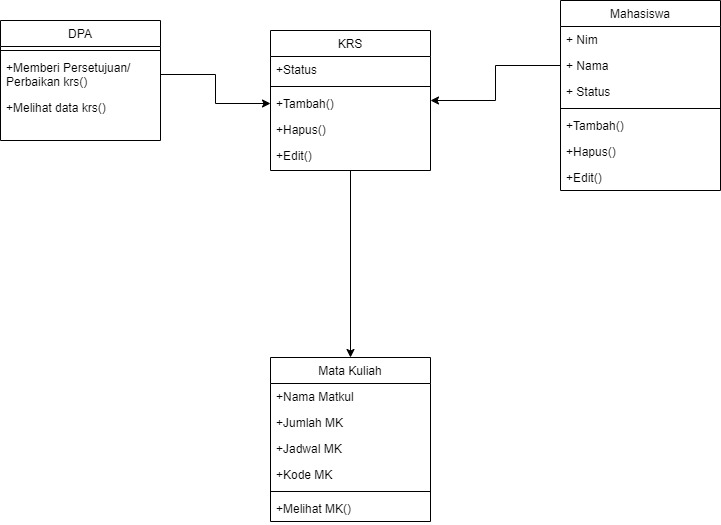 DPA
+Memberi Persetujuan/
Perbaikan krs()
+Melihat data krs()
KRS
+Status
+Tambah()
+Hapus()
+Edit()
Mahasiswa
+ Nim
+ Nama
+ Status
+Tambah()
+Hapus()
+Edit()
Mata Kuliah
+Nama Matkul
+Jumlah MK
+Jadwal MK
+Kode MK
+Melihat MK()